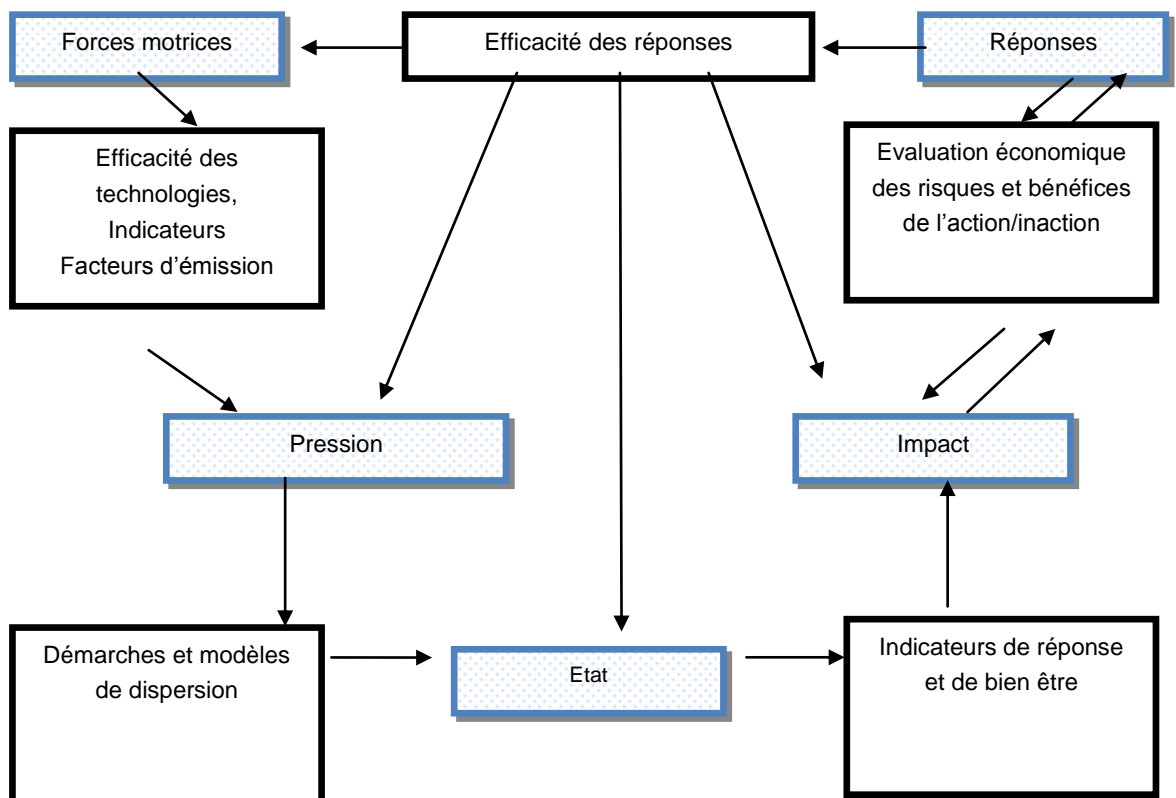 Forces motrices
Efficacité des réponses
Réponses
Efficacité des
technologies,
Indicateurs
Facteurs d’émission
Evaluation économique
des risques et bénéfices
de l’action/inaction
Pression
Impact
Démarches et modèles
de dispersion
Etat
Indicateurs de réponse
et de bien être